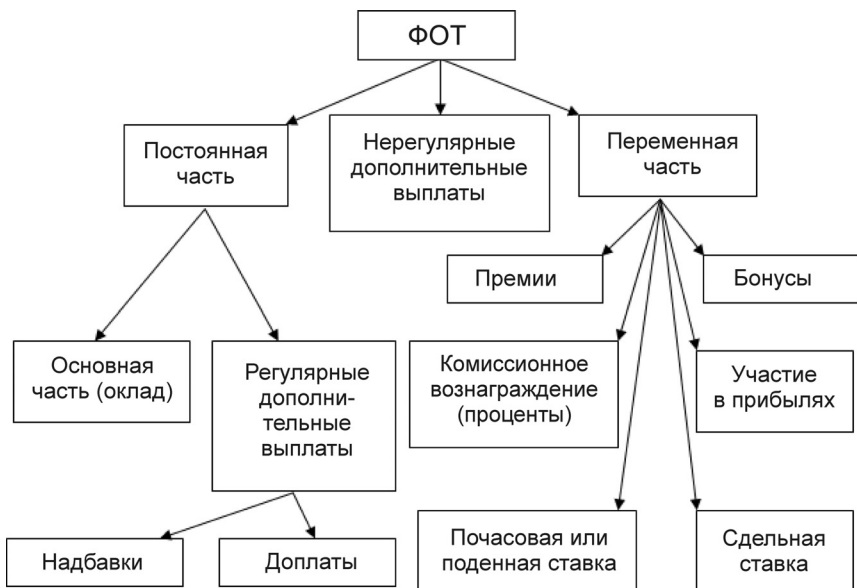 ФОТ
Постоянная
часть
Нерегулярные
дополнительные
выплаты
Переменная
часть
Премии
Бонусы
Основная
часть (оклад)
Регулярные
дополни-
тельные
выплаты
Комиссионное
вознаграждение
(проценты)
Участие
в прибылях
Надбавки
Доплаты
Почасовая или
поденная ставка
Сдельная
ставка